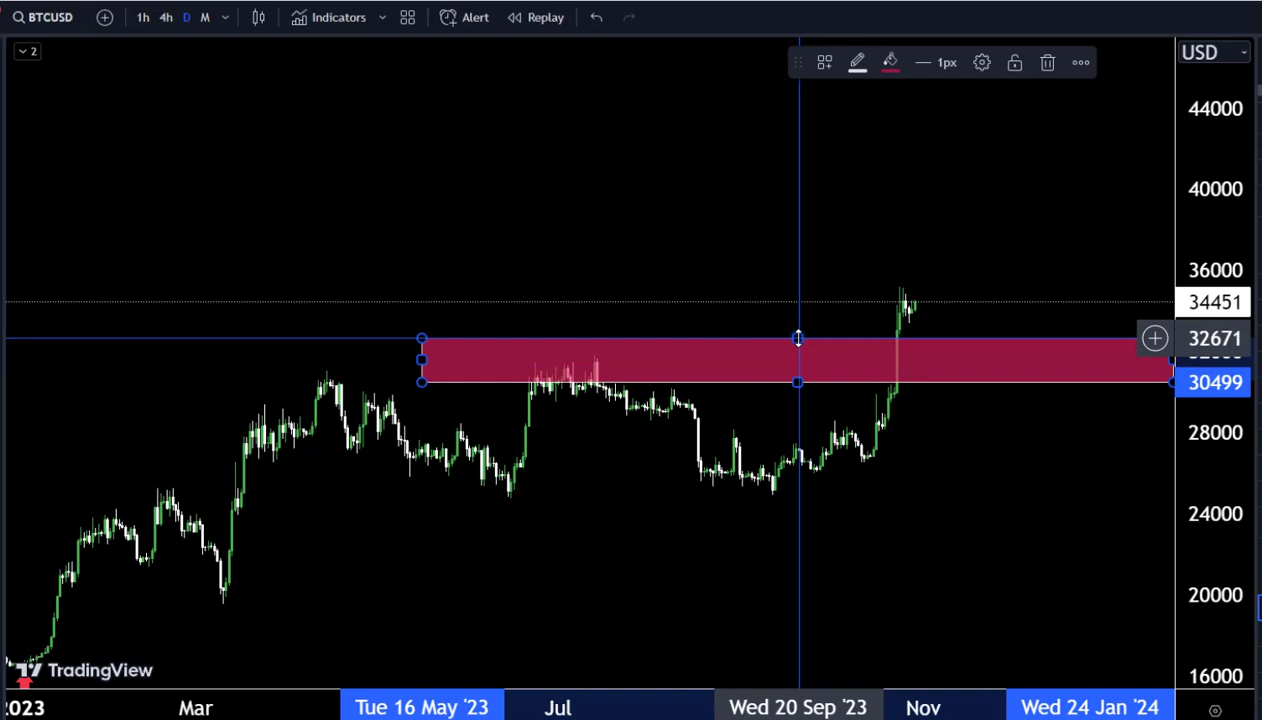 BTCUSD 1h 4h D M Indicators Alert Replay
2
1px
USD
44000
40000
36000
34451
32671
30499
28000
24000
20000
16000
TradingView
2023 Mar Tue 16 May '23 Jul Wed 20 Sep '23 Nov Wed 24 Jan '24